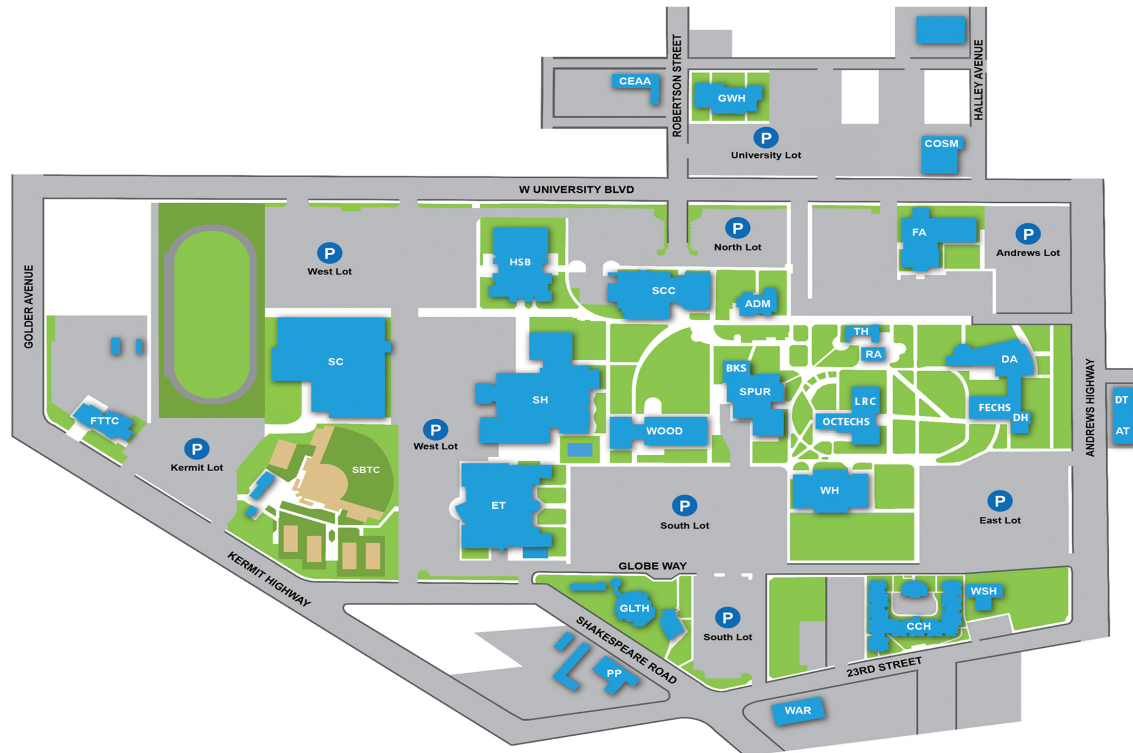 ROBERTSON STREET
HALLEY AVENUE
CEAA
GWH
P
University Lot
COSM
W UNIVERSITY BLVD
GOLDER AVENUE
P
West Lot
HSB
P
North Lot
SCC
ADM
FA
P
Andrews Lot
SC
SH
BKS
SPUR
TH
RA
DA
LRC
OCTECHS
FECHS
DH
ANDREWS HIGHWAY
DT
AT
FTTC
P
Kermit Lot
P
West Lot
WOOD
SBTC
ET
P
South Lot
WH
P
East Lot
KERMIT HIGHWAY
GLOBE WAY
GLTH
SHAKESPEARE ROAD
P
South Lot
CCH
WSH
PP
23RD STREET
WAR